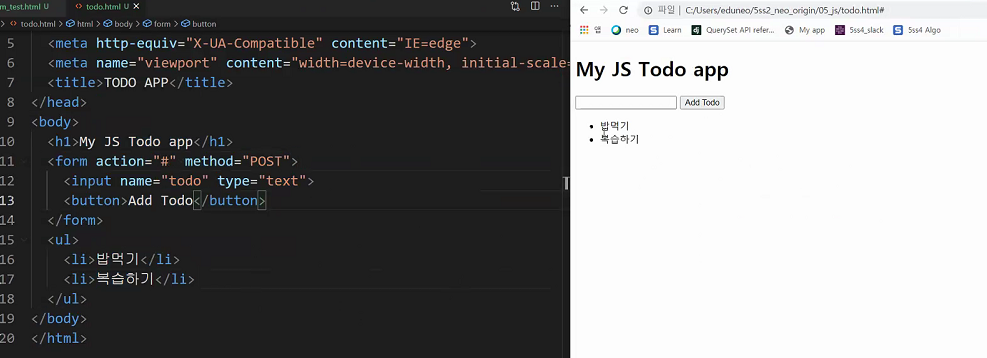 m_test.html U
todo.html U
todo.html > html > body > form > button
5 <meta http-equiv="X-UA-Compatible" content="IE=edge">
6 <meta name="viewport" content="width=device-width, initial-scale=
7 <title>TODO APP</title>
8 </head>
9 <body>
10 <h1>My JS Todo app</h1>
11 <form action="#" method="POST">
12 <input name="todo" type="text">
13 <button>Add Todo</button>
14 </form>
15 <ul>
16 <li>밥먹기</li>
17 <li>복습하기</li>
18 </ul>
19 </body>
20 </html>
파일 | C:/Users/eduneo/5ss2_neo_origin/05_js/todo.html#
앱 neo Learn QuerySet API refer... My app 5ss4_slack 5ss4 Algo
My JS Todo app
Add Todo
밥먹기
복습하기